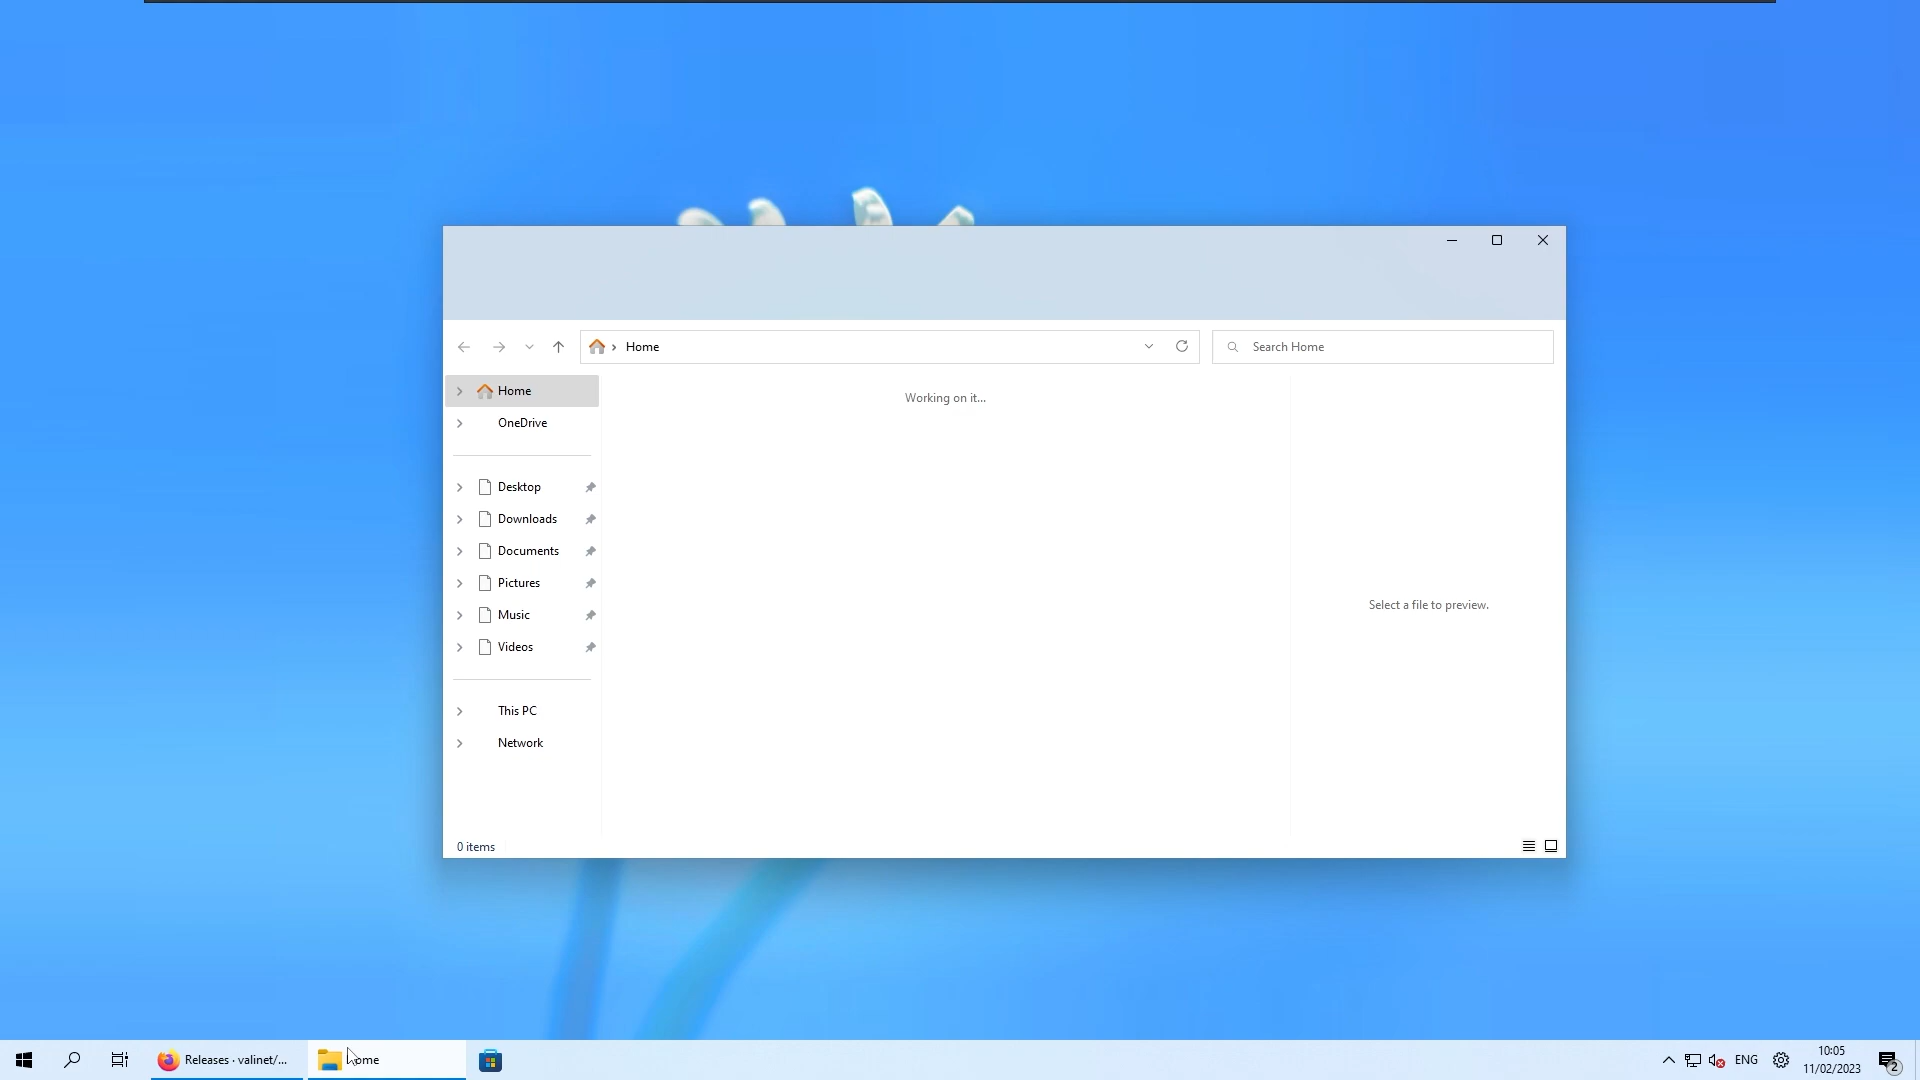 Home
Search Home
Home
Working on it...
OneDrive
Desktop
Downloads
Documents
Pictures
Select a file to preview.
Music
Videos
This PC
Network
0 items
Releases · valinet/...
ome
ENG
10:05
11/02/2023
2